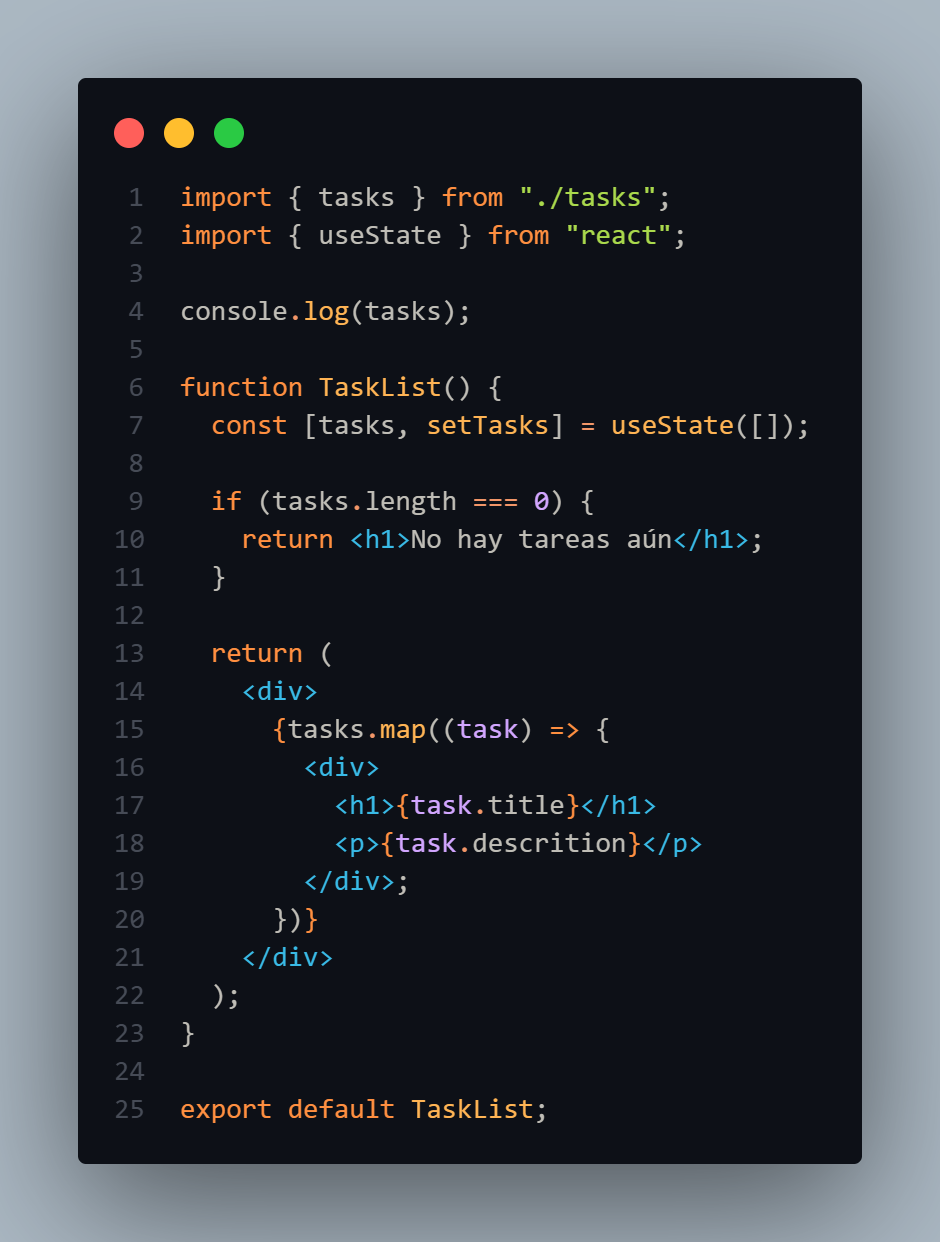 1 import { tasks } from "./tasks";
2 import { useState } from "react";
3
4 console.log(tasks);
5
6 function TaskList() {
7   const [tasks, setTasks] = useState([]);
8
9   if (tasks.length === 0) {
10     return <h1>No hay tareas aún</h1>;
11   }
12
13   return (
14     <div>
15       {tasks.map((task) => {
16         <div>
17           <h1>{task.title}</h1>
18           <p>{task.descrition}</p>
19         </div>;
20       })}
21     </div>
22   );
23 }
24
25 export default TaskList;